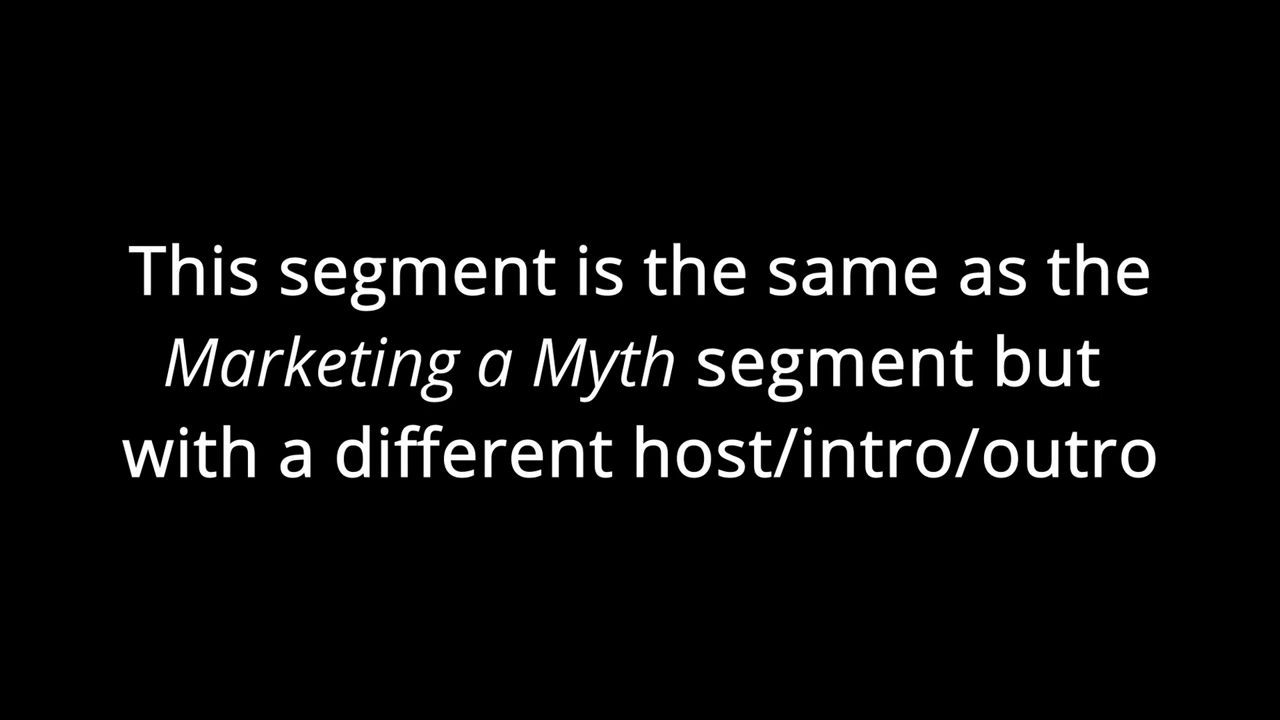 This segment is the same as the
Marketing a Myth segment but
with a different host/intro/outro